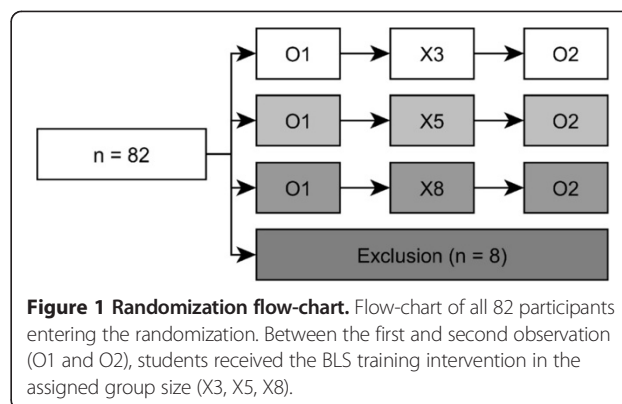 O1 X3 O2
O1 X5 O2
n = 82
O1 X8 O2
Exclusion (n = 8)
Figure 1 Randomization flow-chart. Flow-chart of all 82 participants
entering the randomization. Between the first and second observation
(O1 and O2), students received the BLS training intervention in the
assigned group size (X3, X5, X8).